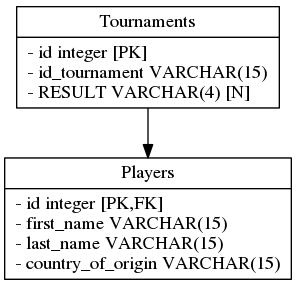 Tournaments
- id integer [PK]
- id_tournament VARCHAR(15)
- RESULT VARCHAR(4) [N]
Players
- id integer [PK,FK]
- first_name VARCHAR(15)
- last_name VARCHAR(15)
- country_of_origin VARCHAR(15)